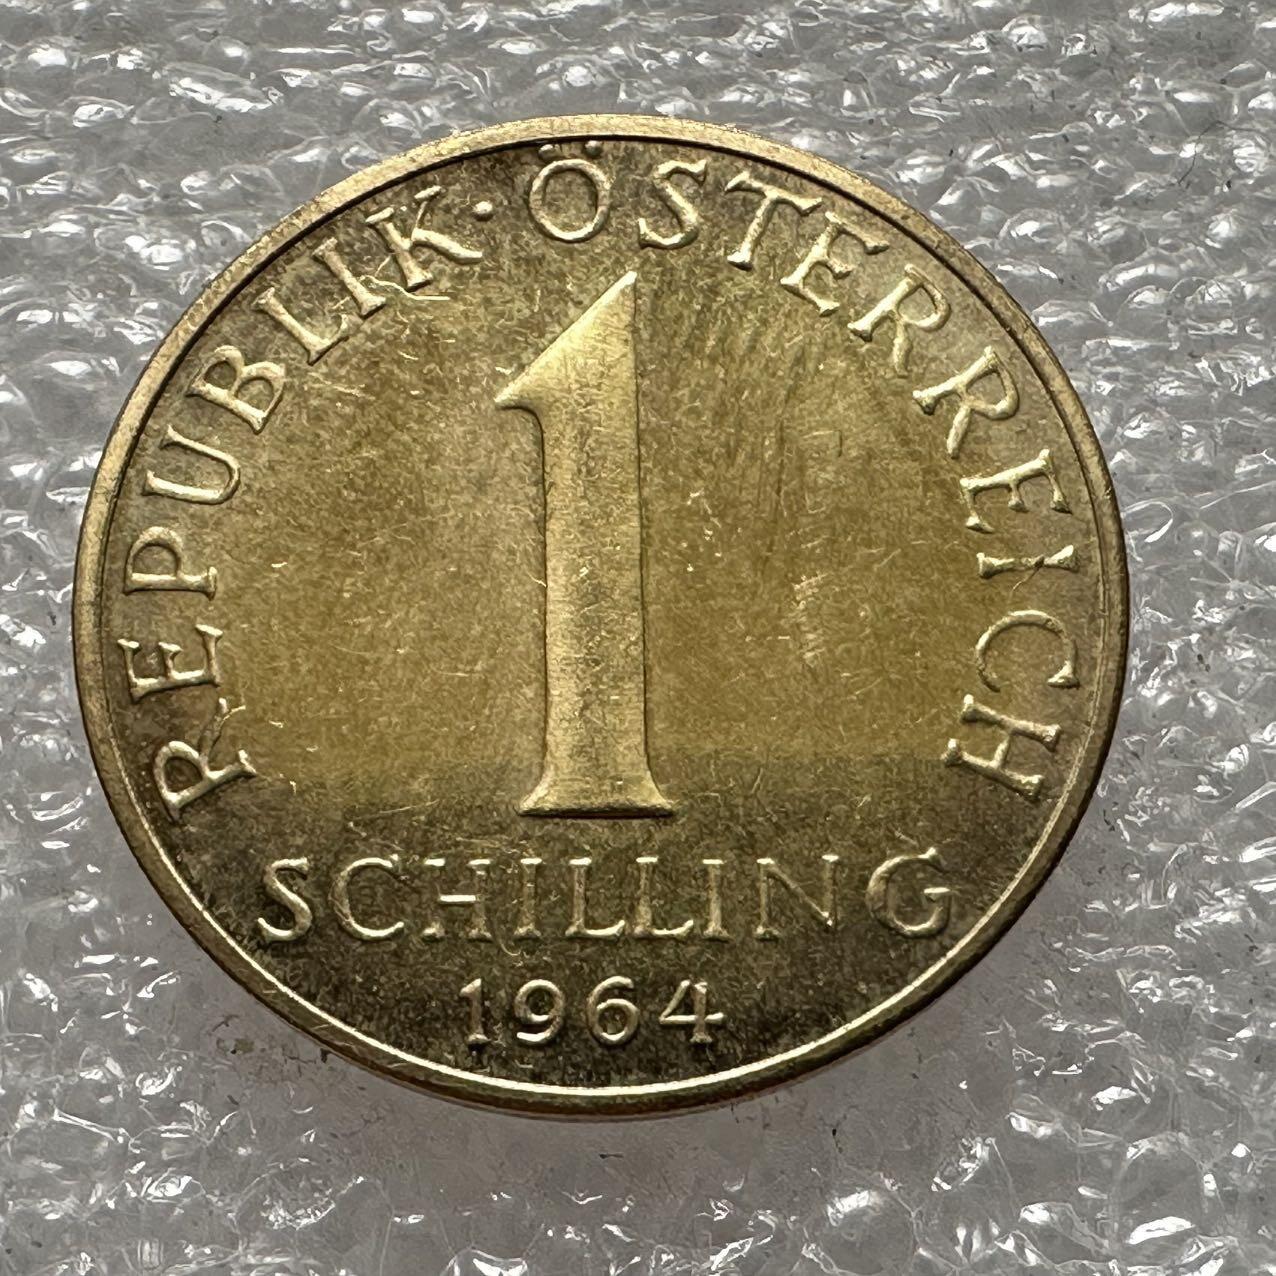 REPUBLIK · ÖSTERREICH
1
SCHILLING
1964